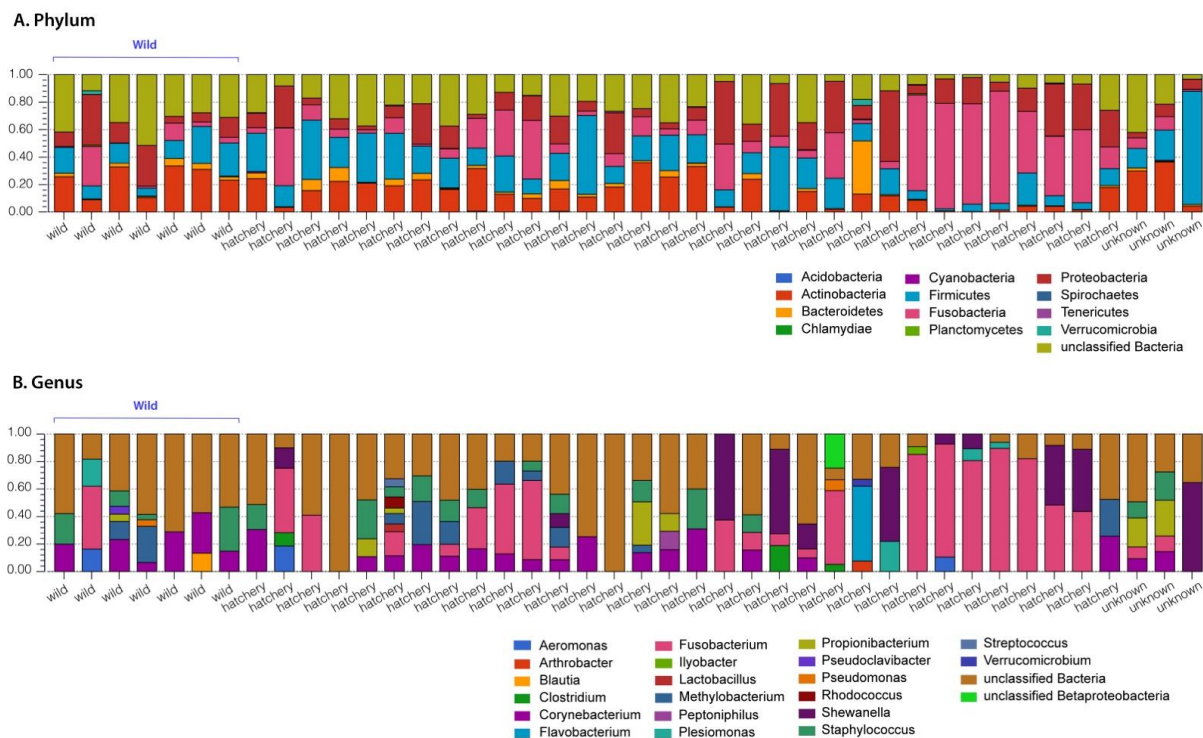 A. Phylum
Wild
1.00
0.80
0.60
0.40
0.20
0.00
wild wild wild wild wild wild wild hatchery hatchery hatchery hatchery hatchery hatchery hatchery hatchery hatchery hatchery hatchery hatchery hatchery hatchery hatchery hatchery hatchery hatchery hatchery hatchery hatchery hatchery hatchery hatchery hatchery hatchery hatchery hatchery hatchery hatchery hatchery hatchery unknown unknown unknown
Acidobacteria
Actinobacteria
Bacteroidetes
Chlamydiae
Cyanobacteria
Firmicutes
Fusobacteria
Planctomycetes
Proteobacteria
Spirochaetes
Tenericutes
Verrucomicrobia
unclassified Bacteria
B. Genus
Wild
1.00
0.80
0.60
0.40
0.20
0.00
wild wild wild wild wild wild wild hatchery hatchery hatchery hatchery hatchery hatchery hatchery hatchery hatchery hatchery hatchery hatchery hatchery hatchery hatchery hatchery hatchery hatchery hatchery hatchery hatchery hatchery hatchery hatchery hatchery hatchery hatchery hatchery hatchery hatchery hatchery hatchery unknown unknown unknown
Aeromonas
Arthrobacter
Blautia
Clostridium
Corynebacterium
Flavobacterium
Fusobacterium
Ilyobacter
Lactobacillus
Methylobacterium
Peptoniphilus
Plesiomonas
Propionibacterium
Pseudoclavibacter
Pseudomonas
Rhodococcus
Shewanella
Staphylococcus
Streptococcus
Verrucomicrobium
unclassified Bacteria
unclassified Betaproteobacteria